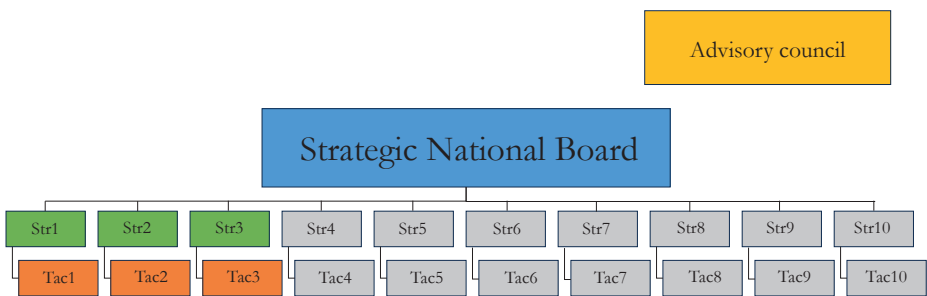 Advisory council
Strategic National Board
Str1 Str2 Str3 Str4 Str5 Str6 Str7 Str8 Str9 Str10
Tac1 Tac2 Tac3 Tac4 Tac5 Tac6 Tac7 Tac8 Tac9 Tac10